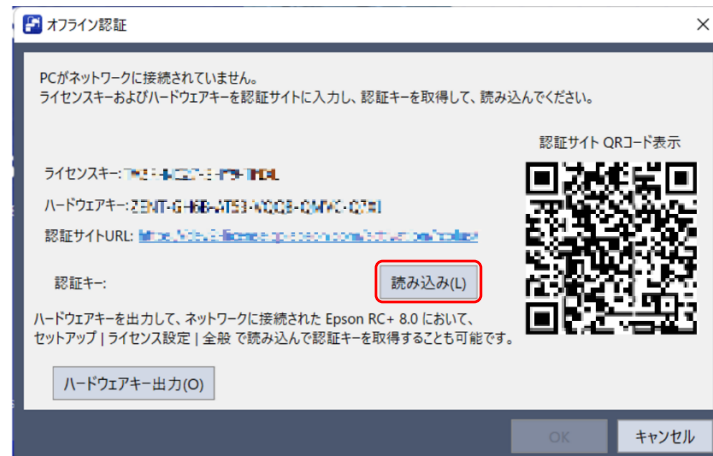 オフライン認証
PCがネットワークに接続されていません。
ライセンスキーおよびハードウェアキーを認証サイトに入力し、認証キーを取得して、読み込んでください。
認証サイト QRコード表示
ライセンスキー:
ハードウェアキー:
認証サイトURL:
認証キー:
読み込み(L)
ハードウェアキーを出力して、ネットワークに接続された Epson RC+ 8.0 において、
セットアップ | ライセンス設定 | 全般 で読み込んで認証キーを取得することも可能です。
ハードウェアキー出力(O)
OK
キャンセル